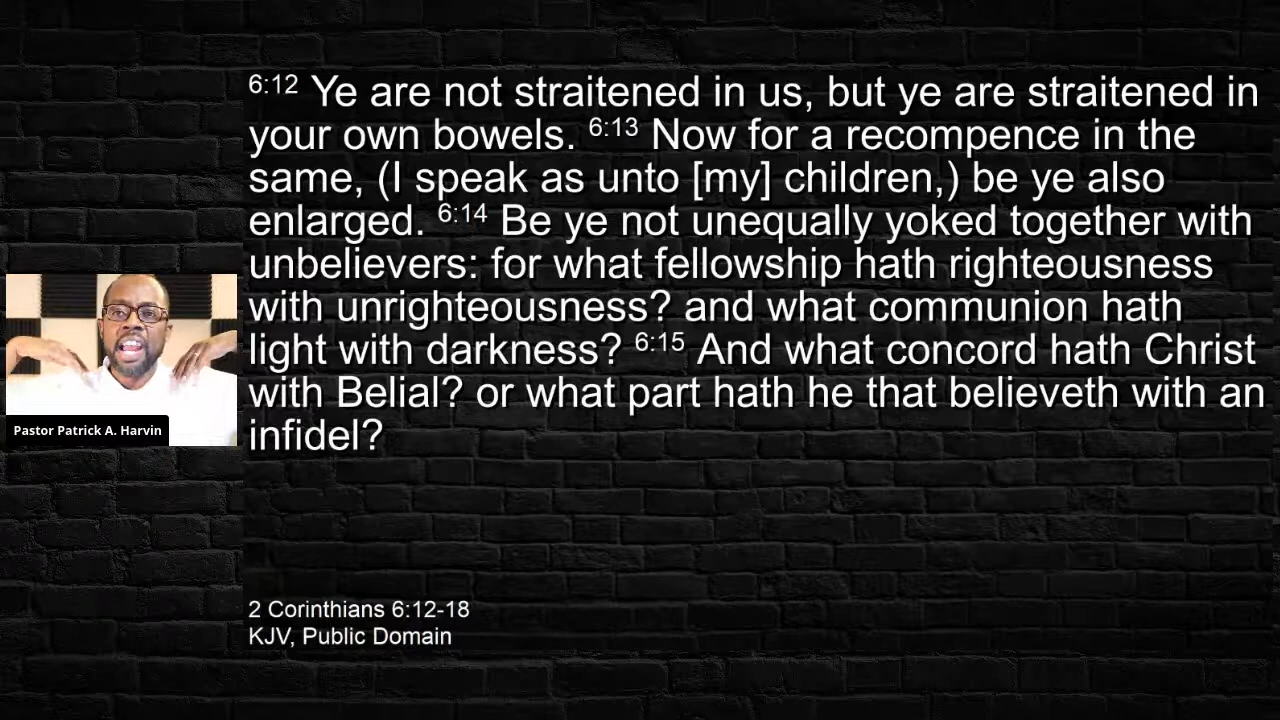 6:12 Ye are not straitened in us, but ye are straitened in
your own bowels. 6:13 Now for a recompence in the
same, (I speak as unto [my] children,) be ye also
enlarged. 6:14 Be ye not unequally yoked together with
unbelievers: for what fellowship hath righteousness
with unrighteousness? and what communion hath
light with darkness? 6:15 And what concord hath Christ
with Belial? or what part hath he that believeth with an
infidel?
Pastor Patrick A. Harvin
2 Corinthians 6:12-18
KJV, Public Domain